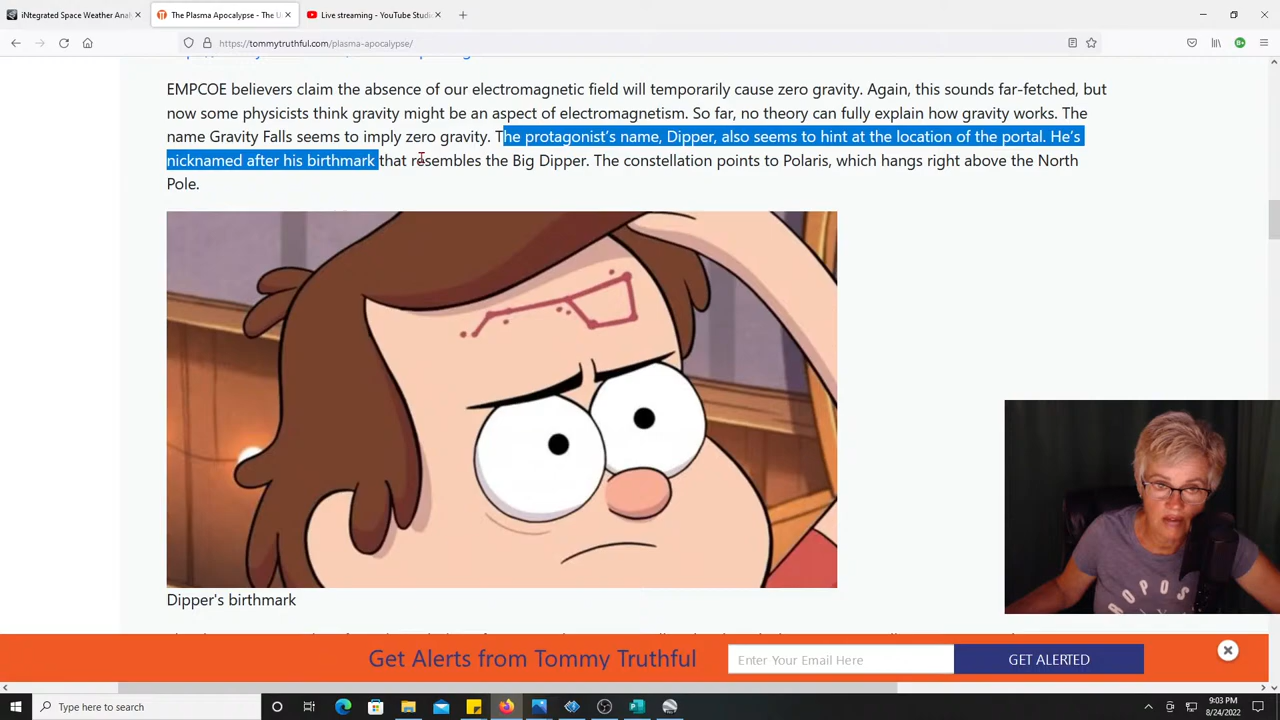 iNtegrated Space Weather Anal
The Plasma Apocalypse - The U
Live streaming - YouTube Studi
https://tommytruthful.com/plasma-apocalypse/
EMPCOE believers claim the absence of our electromagnetic field will temporarily cause zero gravity. Again, this sounds far-fetched, but
now some physicists think gravity might be an aspect of electromagnetism. So far, no theory can fully explain how gravity works. The
name Gravity Falls seems to imply zero gravity. The protagonist's name, Dipper, also seems to hint at the location of the portal. He's
nicknamed after his birthmark that resembles the Big Dipper. The constellation points to Polaris, which hangs right above the North
Pole.
Dipper's birthmark
Get Alerts from Tommy Truthful
Enter Your Email Here
GET ALERTED
Type here to search
9:03 PM
8/24/2022